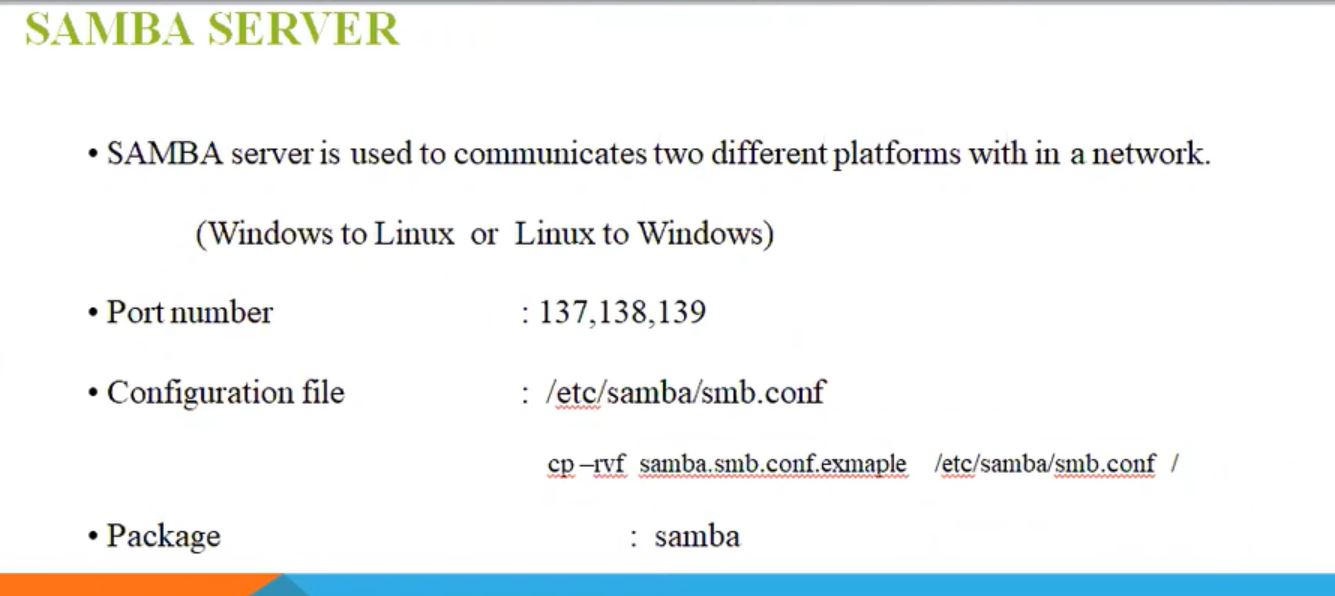 SAMBA SERVER
• SAMBA server is used to communicates two different platforms with in a network.
(Windows to Linux or Linux to Windows)
• Port number : 137,138,139
• Configuration file : /etc/samba/smb.conf
cp –rvf samba.smb.conf.exmaple /etc/samba/smb.conf /
• Package : samba